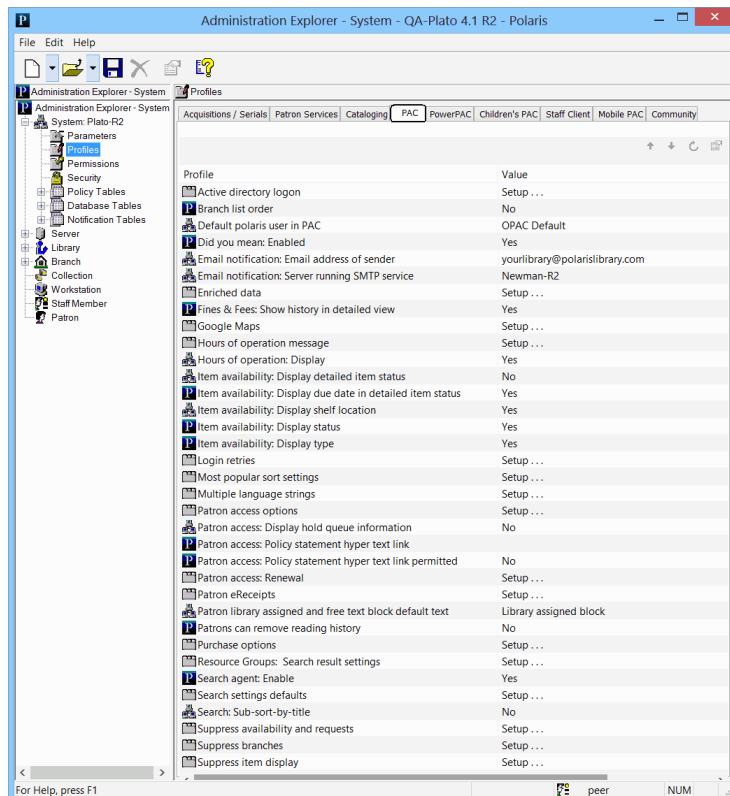 Administration Explorer - System - QA-Plato 4.1 R2 - Polaris
File Edit Help
Administration Explorer - System
Profiles
Administration Explorer - System
System: Plato-R2
Parameters
Profiles
Permissions
Security
Policy Tables
Database Tables
Notification Tables
Server
Library
Branch
Collection
Workstation
Staff Member
Patron
Acquisitions / Serials Patron Services Cataloging PAC PowerPAC Children's PAC Staff Client Mobile PAC Community
Profile Value
Active directory logon Setup . . .
Branch list order No
Default polaris user in PAC OPAC Default
Did you mean: Enabled Yes
Email notification: Email address of sender yourlibrary@polarislibrary.com
Email notification: Server running SMTP service Newman-R2
Enriched data Setup . . .
Fines & Fees: Show history in detailed view Yes
Google Maps Setup . . .
Hours of operation message Setup . . .
Hours of operation: Display Yes
Item availability: Display detailed item status No
Item availability: Display due date in detailed item status Yes
Item availability: Display shelf location Yes
Item availability: Display status Yes
Item availability: Display type Yes
Login retries Setup . . .
Most popular sort settings Setup . . .
Multiple language strings Setup . . .
Patron access options Setup . . .
Patron access: Display hold queue information No
Patron access: Policy statement hyper text link
Patron access: Policy statement hyper text link permitted No
Patron access: Renewal Setup . . .
Patron eReceipts Setup . . .
Patron library assigned and free text block default text Library assigned block
Patrons can remove reading history No
Purchase options Setup . . .
Resource Groups: Search result settings Setup . . .
Search agent: Enable Yes
Search settings defaults Setup . . .
Search: Sub-sort-by-title No
Suppress availability and requests Setup . . .
Suppress branches Setup . . .
Suppress item display Setup . . .
For Help, press F1 peer NUM